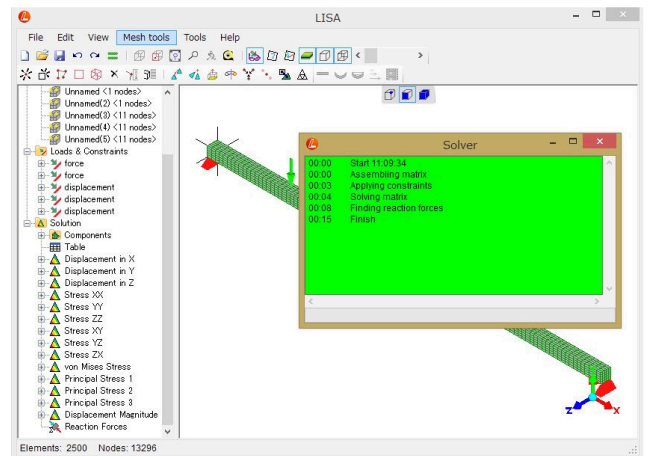 LISA
File Edit View Mesh tools Tools Help
Unnamed <1 nodes>
Unnamed(2) <1 nodes>
Unnamed(3) <11 nodes>
Unnamed(4) <11 nodes>
Unnamed(5) <11 nodes>
Loads & Constraints
force
force
displacement
displacement
displacement
Solution
Components
Table
Displacement in X
Displacement in Y
Displacement in Z
Stress XX
Stress YY
Stress ZZ
Stress XY
Stress YZ
Stress ZX
von Mises Stress
Principal Stress 1
Principal Stress 2
Principal Stress 3
Displacement Magnitude
Reaction Forces
Solver
00:00 Start 11:09:34
00:00 Assembling matrix
00:03 Applying constraints
00:04 Solving matrix
00:08 Finding reaction forces
00:15 Finish
Z X
Elements: 2500 Nodes: 13296